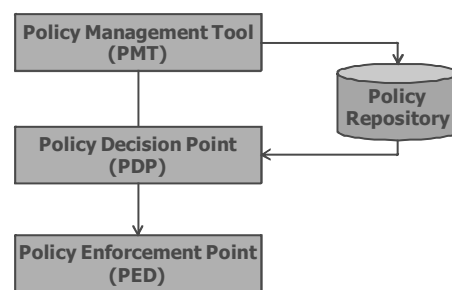 Policy Management Tool
(PMT)
Policy
Repository
Policy Decision Point
(PDP)
Policy Enforcement Point
(PED)